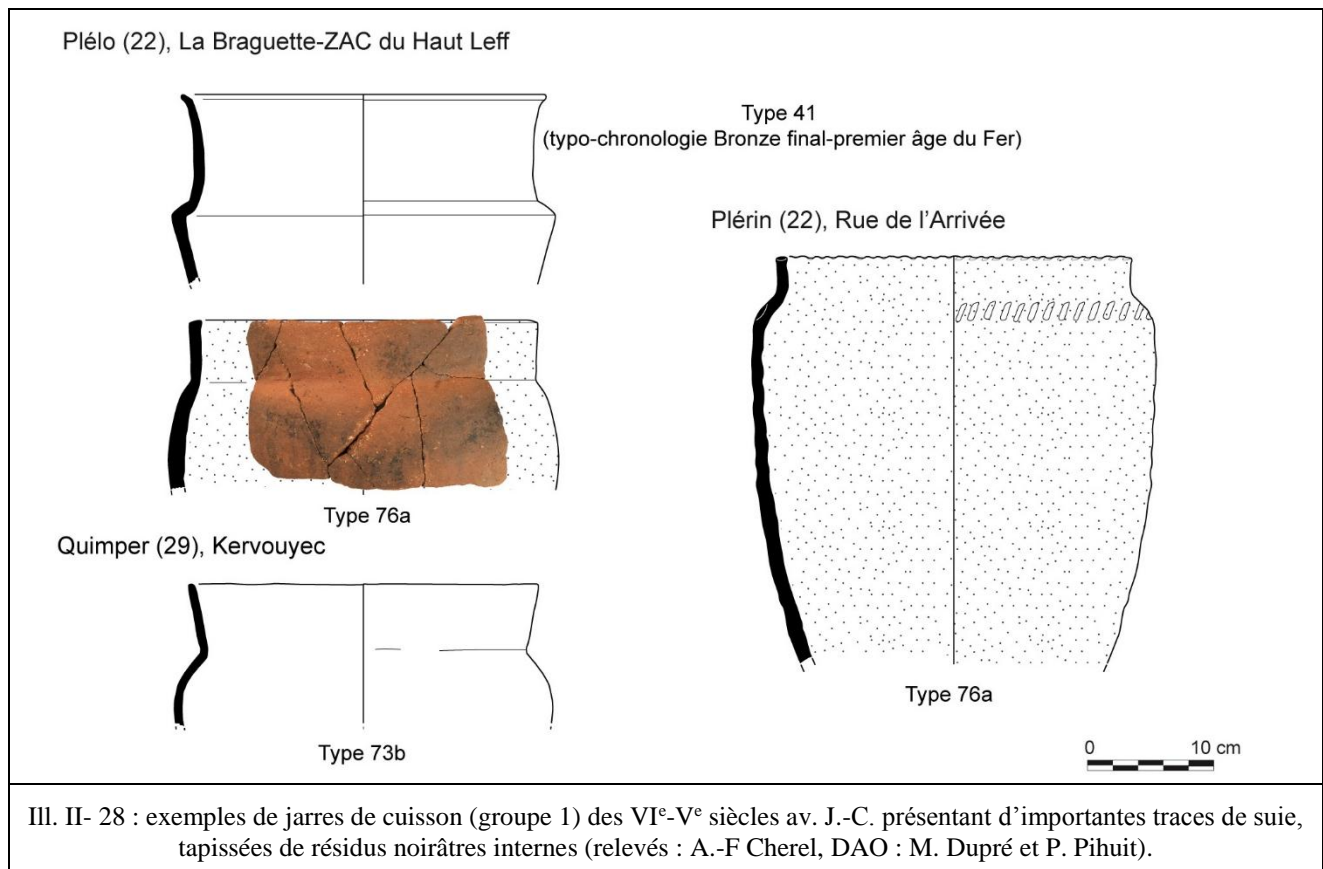 Plélo (22), La Braguette-ZAC du Haut Leff
Type 41
(typo-chronologie Bronze final-premier âge du Fer)
Plérin (22), Rue de l'Arrivée
Type 76a
Quimper (29), Kervouyec
Type 76a
Type 73b
0 10 cm
Ill. II- 28 : exemples de jarres de cuisson (groupe 1) des VIe-Ve siècles av. J.-C. présentant d'importantes traces de suie,
tapissées de résidus noirâtres internes (relevés : A.-F Cherel, DAO : M. Dupré et P. Pihuit).